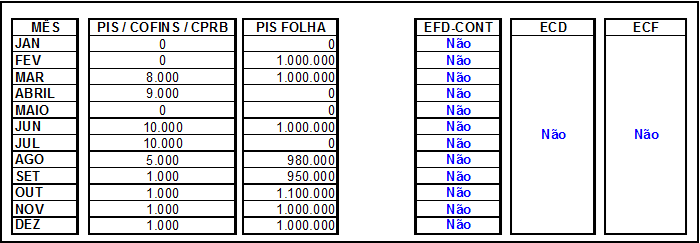 MÊS PIS / COFINS / CPRB PIS FOLHA EFD-CONT ECD ECF
JAN 0 0 Não
FEV 0 1.000.000 Não
MAR 8.000 1.000.000 Não
ABRIL 9.000 0 Não
MAIO 0 0 Não
JUN 10.000 1.000.000 Não Não Não
JUL 10.000 0 Não
AGO 5.000 980.000 Não
SET 1.000 950.000 Não
OUT 1.000 1.100.000 Não
NOV 1.000 1.000.000 Não
DEZ 1.000 1.000.000 Não